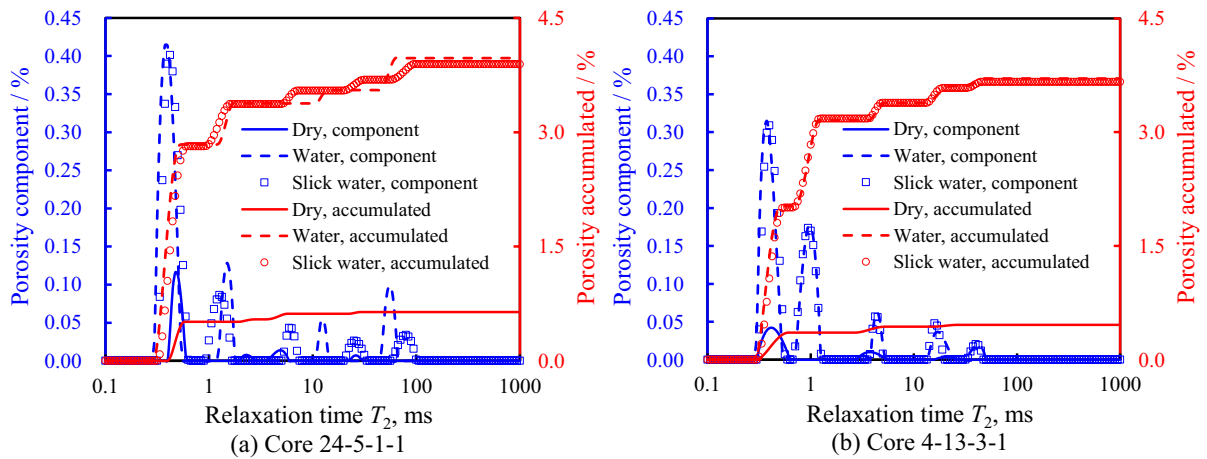 0.45
0.40
0.35
0.30
0.25
0.20
0.15
0.10
0.05
0.00
Porosity component / %
4.5
3.0
1.5
0.0
Porosity accumulated / %
Dry, component
Water, component
Slick water, component
Dry, accumulated
Water, accumulated
Slick water, accumulated
0.1 1 10 100 1000
Relaxation time T2, ms
(a) Core 24-5-1-1
0.45
0.40
0.35
0.30
0.25
0.20
0.15
0.10
0.05
0.00
Porosity component / %
4.5
3.0
1.5
0.0
Porosity accumulated / %
Dry, component
Water, component
Slick water, component
Dry, accumulated
Water, accumulated
Slick water, accumulated
0.1 1 10 100 1000
Relaxation time T2, ms
(b) Core 4-13-3-1